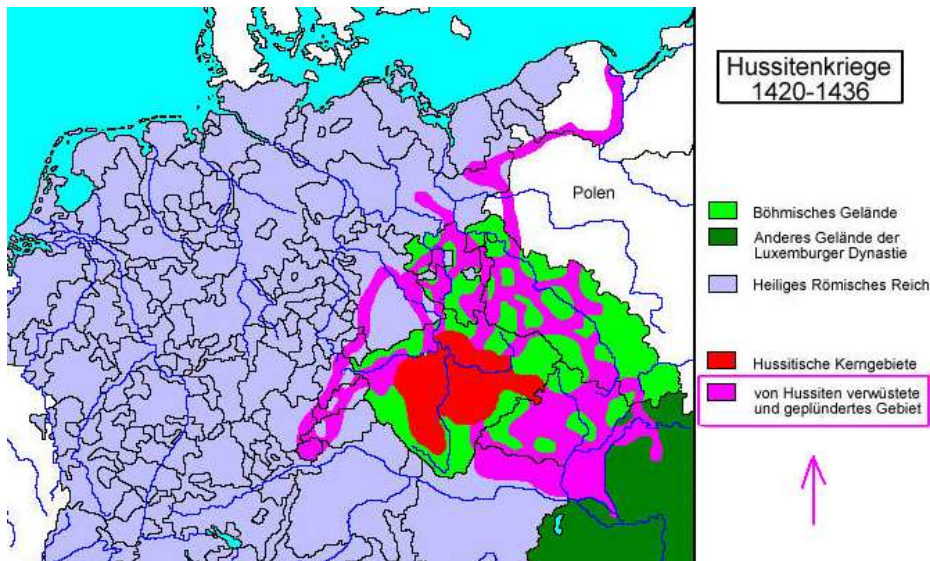 Hussitenkriege
1420-1436
Polen
Böhmisches Gelände
Anderes Gelände der
Luxemburger Dynastie
Heiliges Römisches Reich
Hussitische Kerngebiete
von Hussiten verwüstete
und geplündertes Gebiet